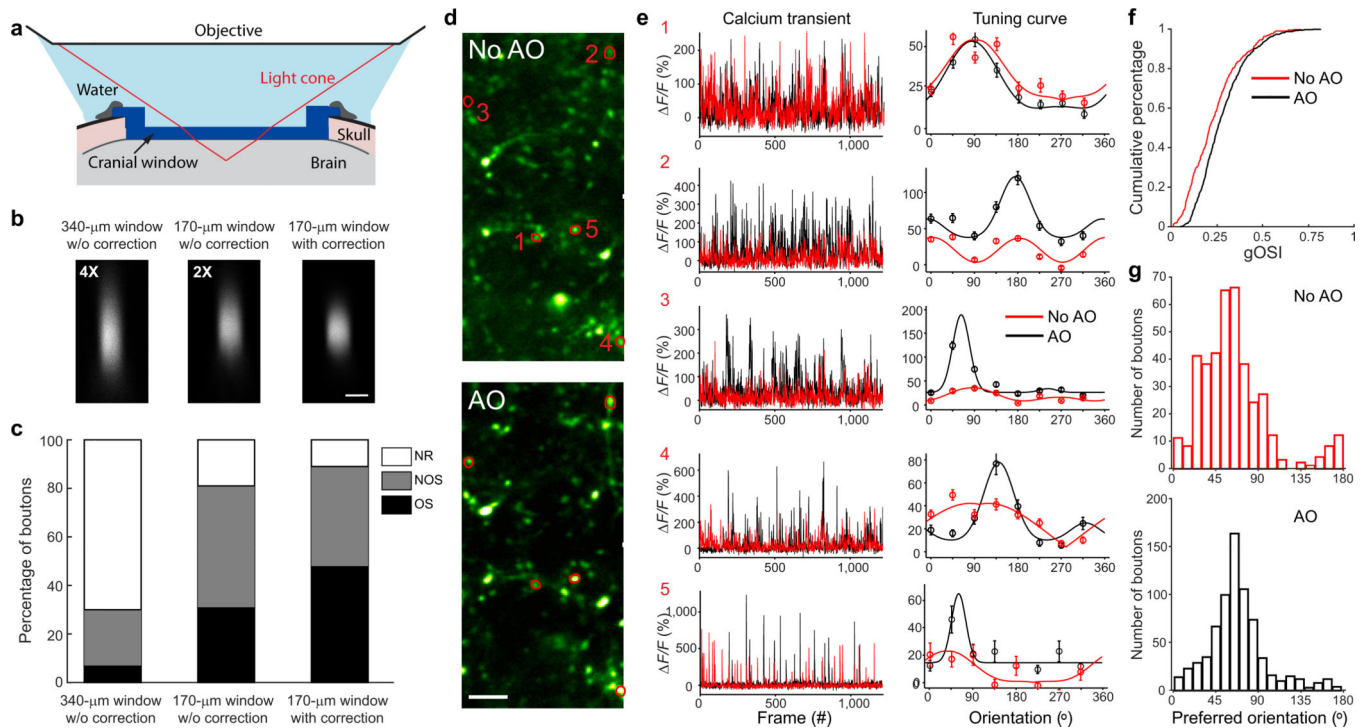 a
Objective
Water
Light cone
Skull
Cranial window
Brain
b
340-μm window
w/o correction
170-μm window
w/o correction
170-μm window
with correction
4X
2X
c
Percentage of boutons
100
80
60
40
20
0
NR
NOS
OS
340-μm window
w/o correction
170-μm window
w/o correction
170-μm window
with correction
d
No AO
2
3
1
5
4
AO
e
Calcium transient
Tuning curve
1
ΔF/F (%)
200
100
0
0 500 1,000
50
25
0
0 90 180 270 360
2
ΔF/F (%)
400
300
200
100
0
0 500 1,000
100
50
0
0 90 180 270 360
3
ΔF/F (%)
300
200
100
0
0 500 1,000
No AO
AO
150
100
50
0
0 90 180 270 360
4
ΔF/F (%)
600
400
200
0
0 500 1,000
80
60
40
20
0
0 90 180 270 360
5
ΔF/F (%)
1,000
500
0
0 500 1,000
Frame (#)
60
40
20
0
0 90 180 270 360
Orientation (o)
f
Cumulative percentage
1
0.8
0.6
0.4
0.2
0
No AO
AO
0 0.25 0.5 0.75 1
gOSI
g
No AO
Number of boutons
70
60
50
40
30
20
10
0
0 45 90 135 180
AO
Number of boutons
200
150
100
50
0
0 45 90 135 180
Preferred orientation (o)